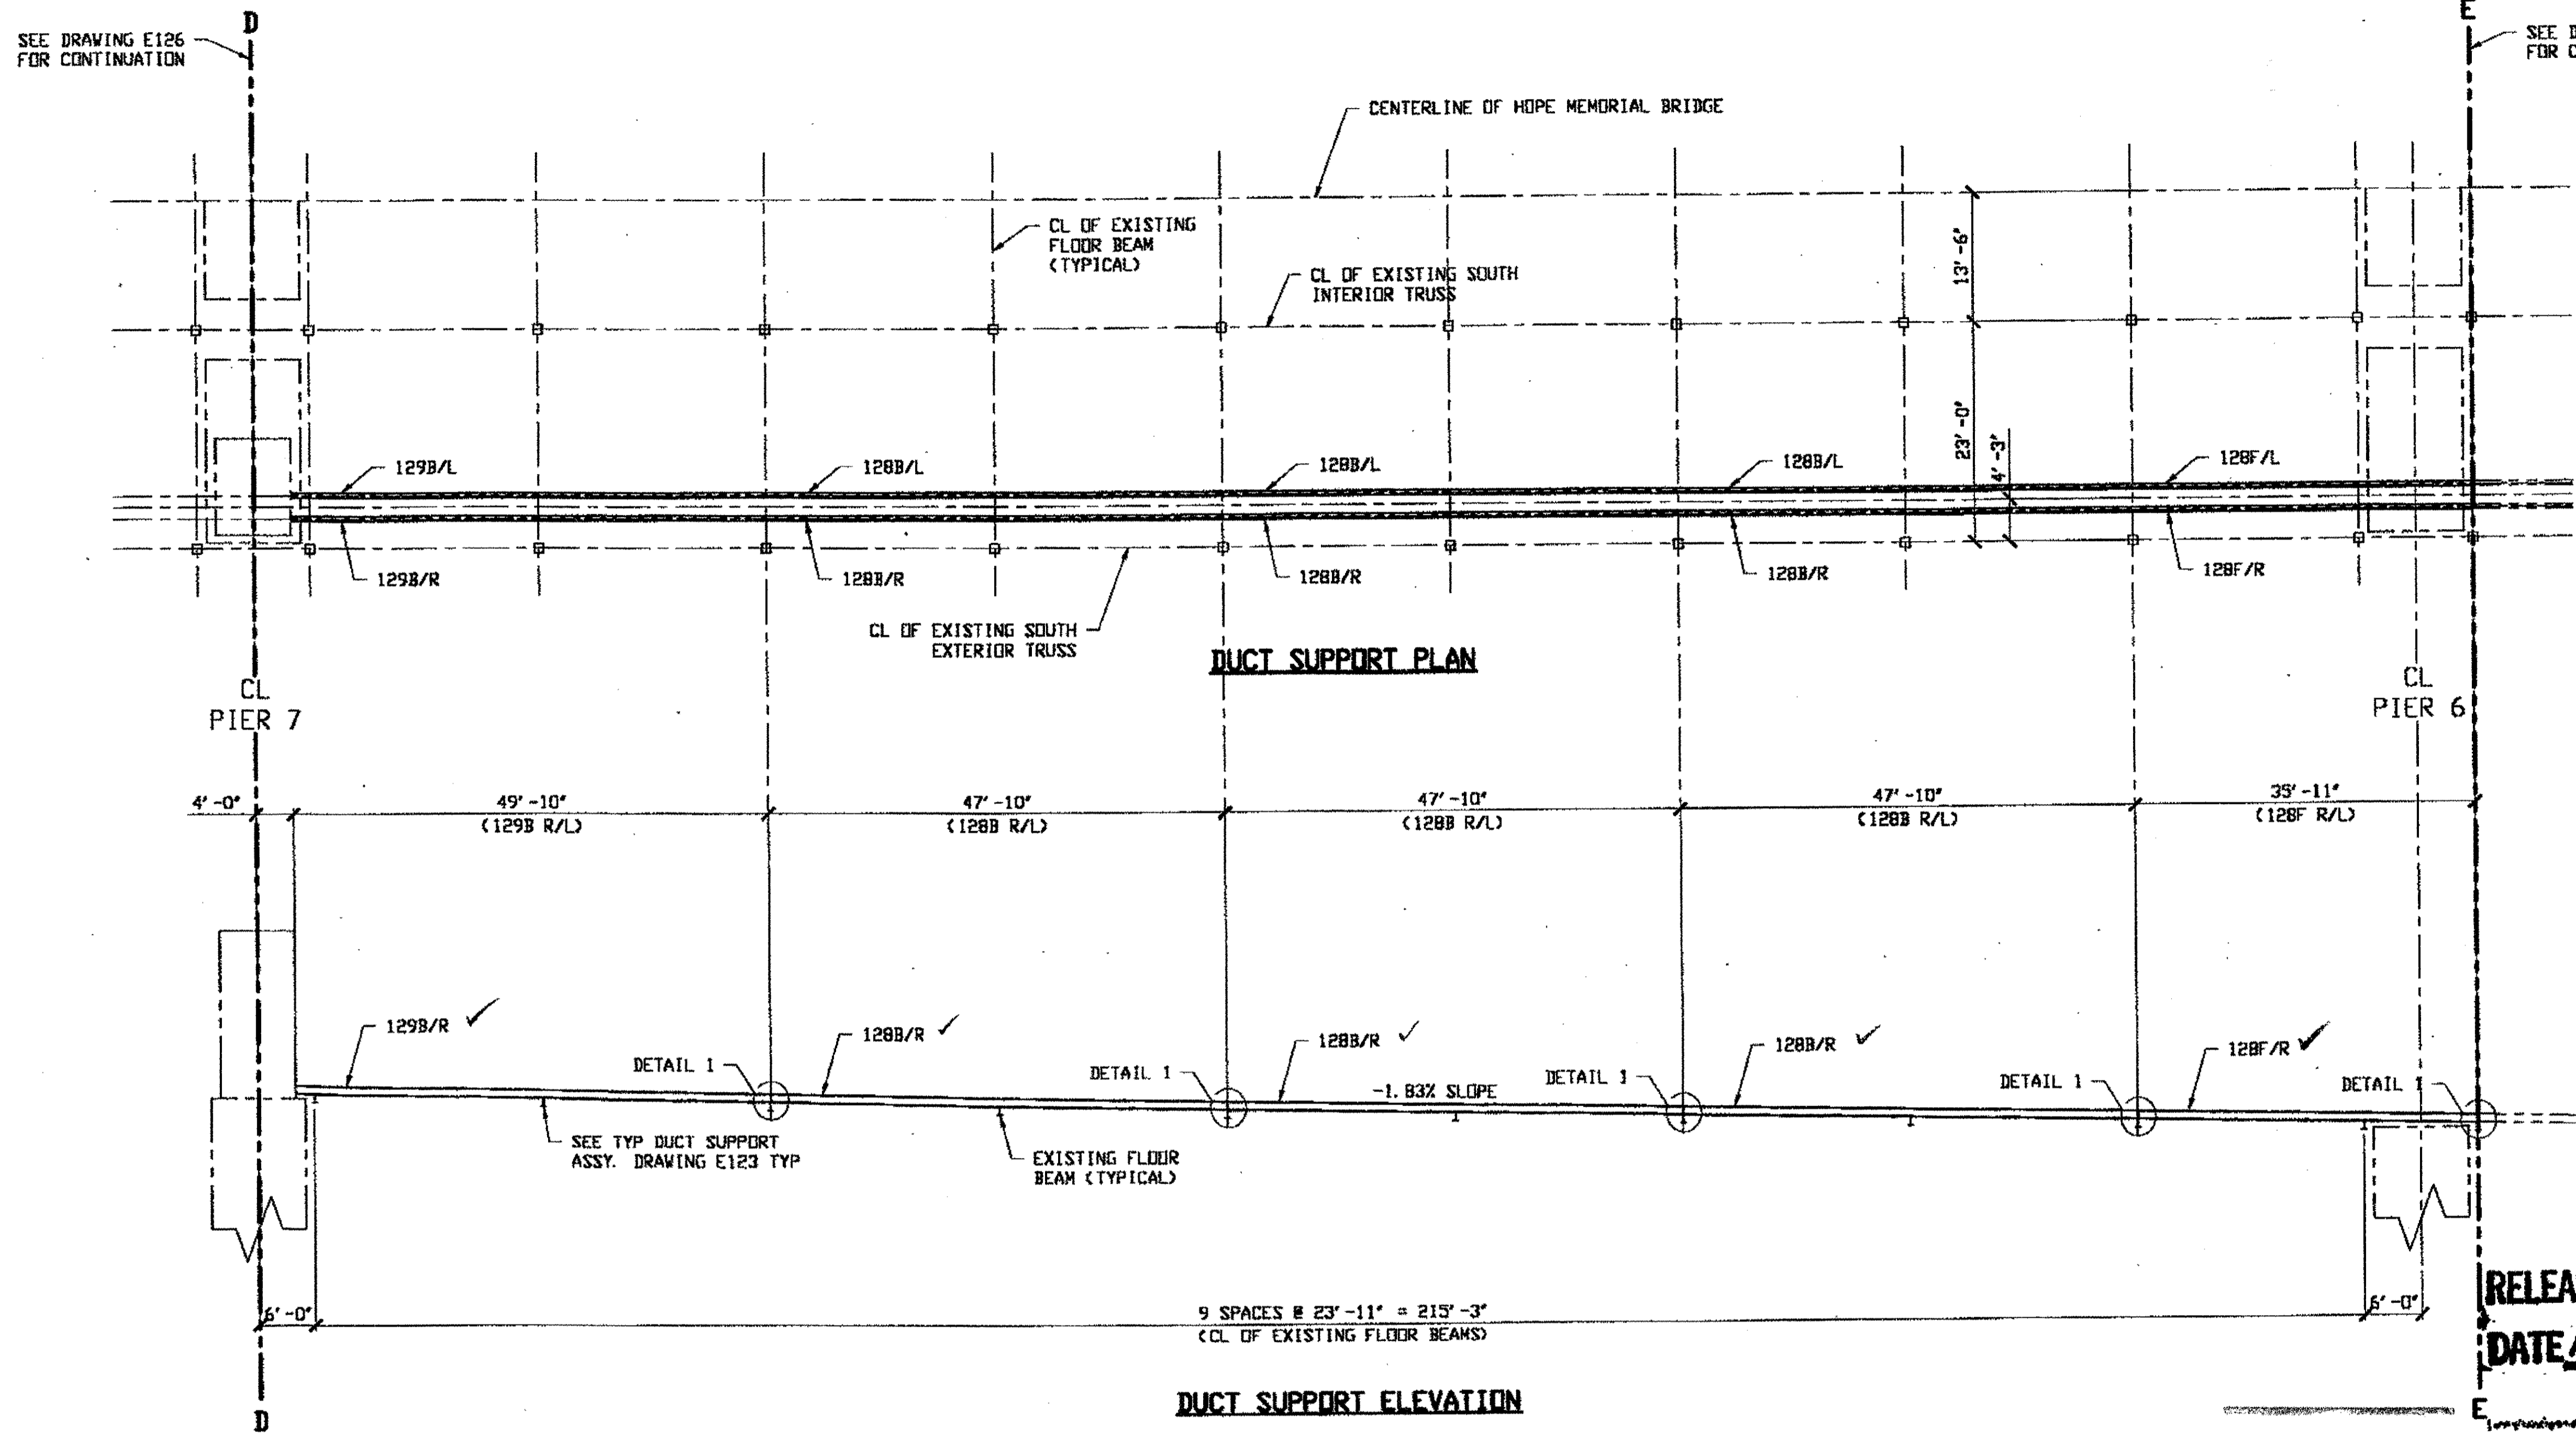 D
E
SEE DRAWING E126
FOR CONTINUATION
SEE D
FOR C
CENTERLINE OF HOPE MEMORIAL BRIDGE
CL OF EXISTING
FLOOR BEAM
(TYPICAL)
CL OF EXISTING SOUTH
INTERIOR TRUSS
13'-6"
23'-0"
4'-3"
129B/L
128B/L
128B/L
128B/L
128F/L
129B/R
128B/R
128B/R
128B/R
128F/R
CL OF EXISTING SOUTH
EXTERIOR TRUSS
DUCT SUPPORT PLAN
CL
PIER 7
CL
PIER 6
4'-0"
49'-10"
(129B R/L)
47'-10"
(128B R/L)
47'-10"
(128B R/L)
47'-10"
(128B R/L)
35'-11"
(128F R/L)
129B/R
128B/R
128B/R
128B/R
128F/R
DETAIL 1
DETAIL 1
DETAIL 1
DETAIL 1
DETAIL 1
-1.83% SLOPE
SEE TYP DUCT SUPPORT
ASSY. DRAWING E123 TYP
EXISTING FLOOR
BEAM (TYPICAL)
6'-0"
9 SPACES @ 23'-11" = 215'-3"
(CL OF EXISTING FLOOR BEAMS)
6'-0"
RELEA
DATE
DUCT SUPPORT ELEVATION
D
E